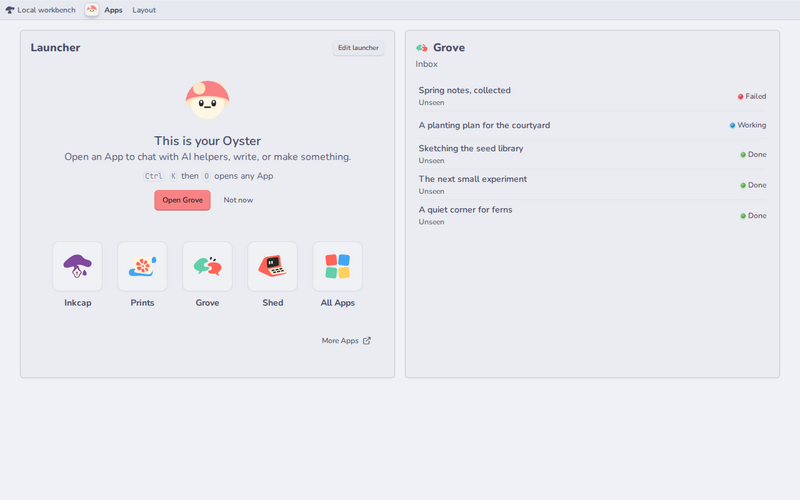 Local workbench
Apps
Layout
Launcher
Edit launcher
This is your Oyster
Open an App to chat with AI helpers, write, or make something.
Ctrl K then O opens any App
Open Grove
Not now
Inkcap
Prints
Grove
Shed
All Apps
More Apps
Grove
Inbox
Spring notes, collected
Unseen
Failed
A planting plan for the courtyard
Working
Sketching the seed library
Unseen
Done
The next small experiment
Unseen
Done
A quiet corner for ferns
Unseen
Done